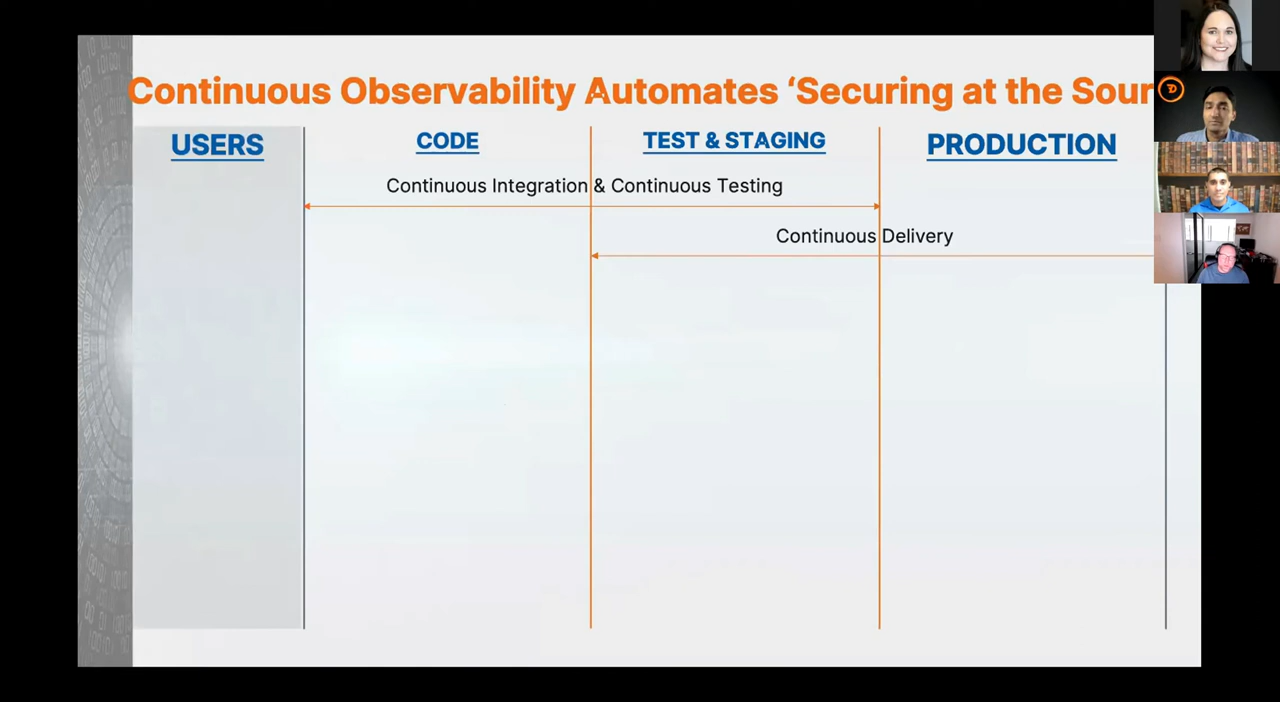 Continuous Observability Automates ‘Securing at the Sour
USERS
CODE
TEST & STAGING
PRODUCTION
Continuous Integration & Continuous Testing
Continuous Delivery